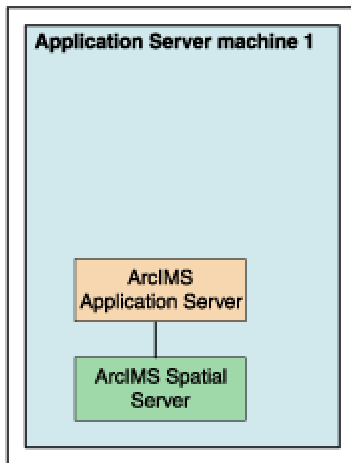 Application Server machine 1
ArcIMS
Application Server
ArcIMS Spatial
Server